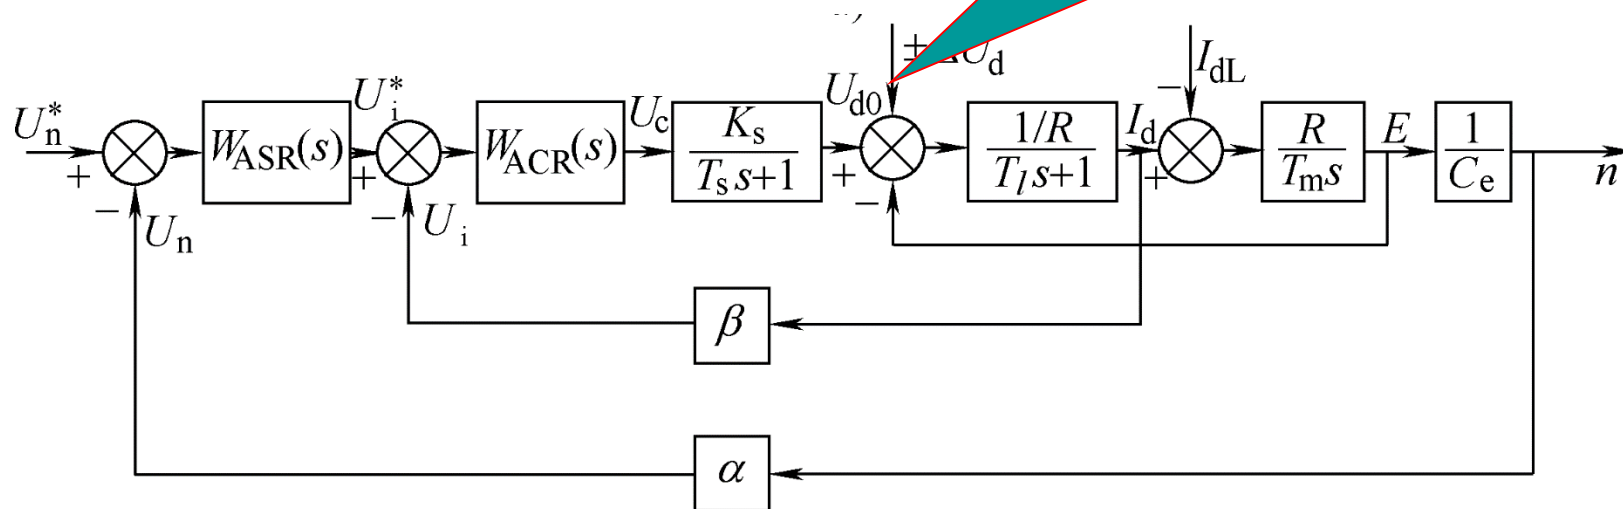 ± ΔU_d
I_dL
−
U_n^*
+
−
U_n
W_ASR(s)
U_i^*
+
−
U_i
W_ACR(s)
U_c
K_s
T_s s+1
U_d0
+
−
1/R
T_l s+1
I_d
+
R
T_m s
E
1
C_e
n
β
α